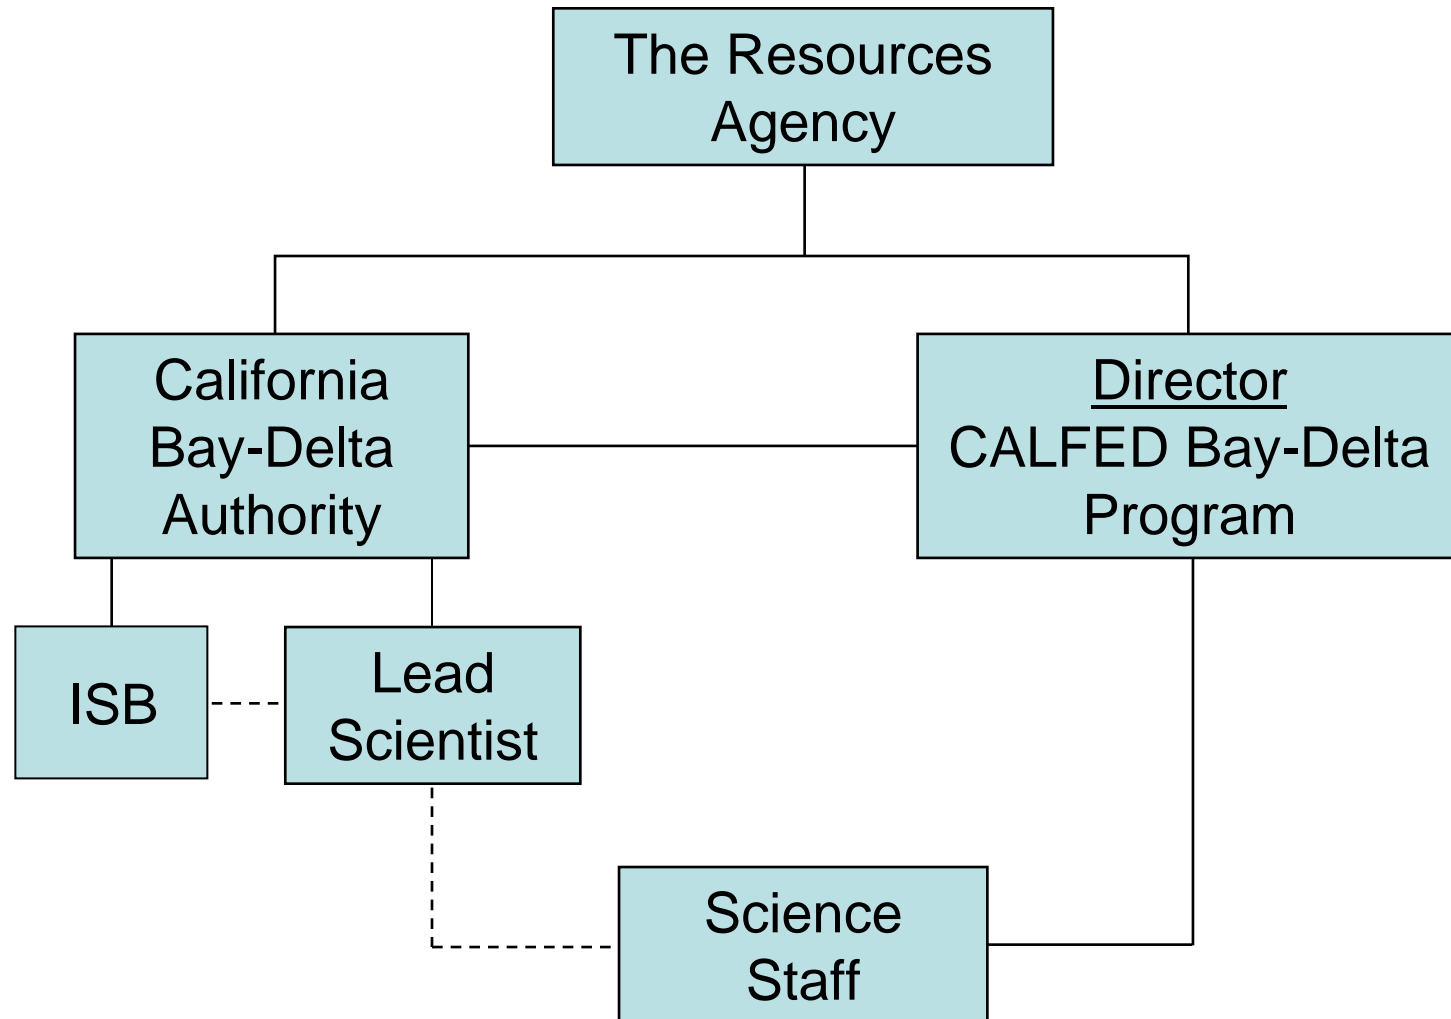 The Resources
Agency
California
Bay-Delta
Authority
Director
CALFED Bay-Delta
Program
ISB
Lead
Scientist
Science
Staff